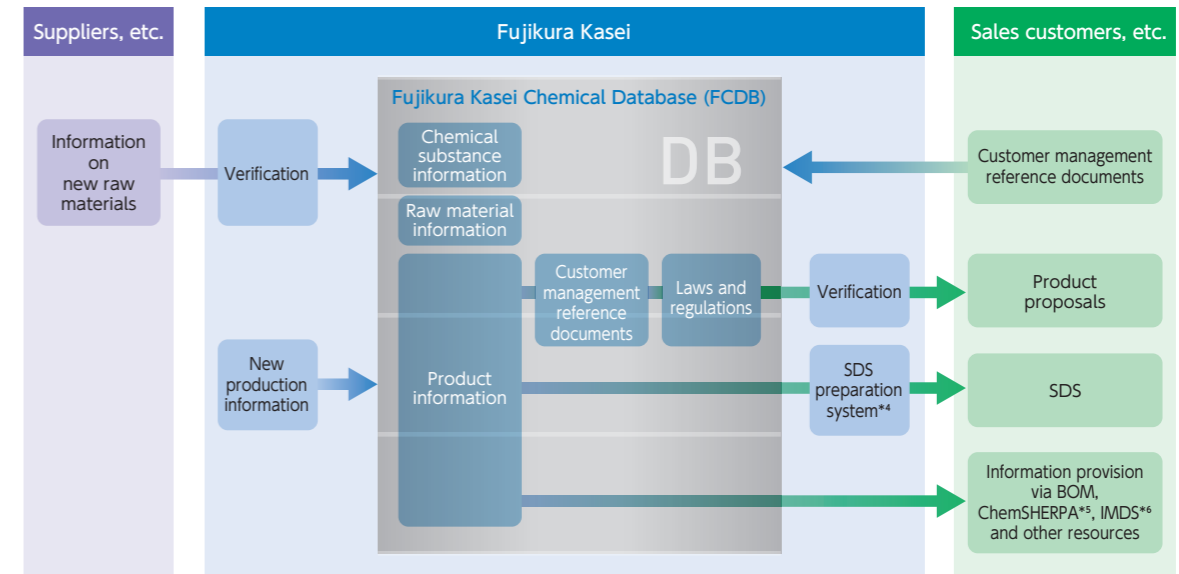 Suppliers, etc.
Fujikura Kasei
Sales customers, etc.
Fujikura Kasei Chemical Database (FCDB)
DB
Information
on
new raw
materials
Verification
Chemical
substance
information
Raw material
information
Customer management
reference documents
Customer
management
reference
documents
Laws and
regulations
Verification
Product
proposals
New
production
information
Product
information
SDS
preparation
system*4
SDS
Information provision
via BOM,
ChemSHERPA*5, IMDS*6
and other resources